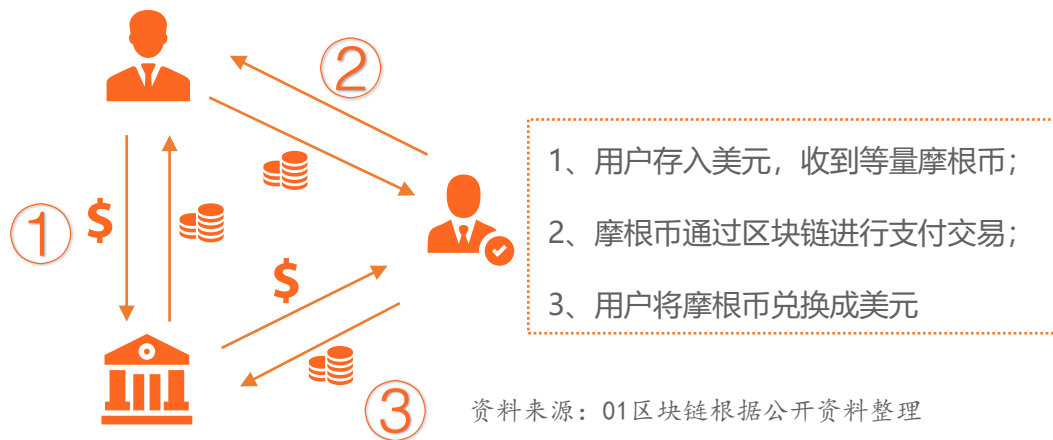 ②
①
$
$
③
1、用户存入美元，收到等量摩根币；
2、摩根币通过区块链进行支付交易；
3、用户将摩根币兑换成美元
资料来源：01区块链根据公开资料整理